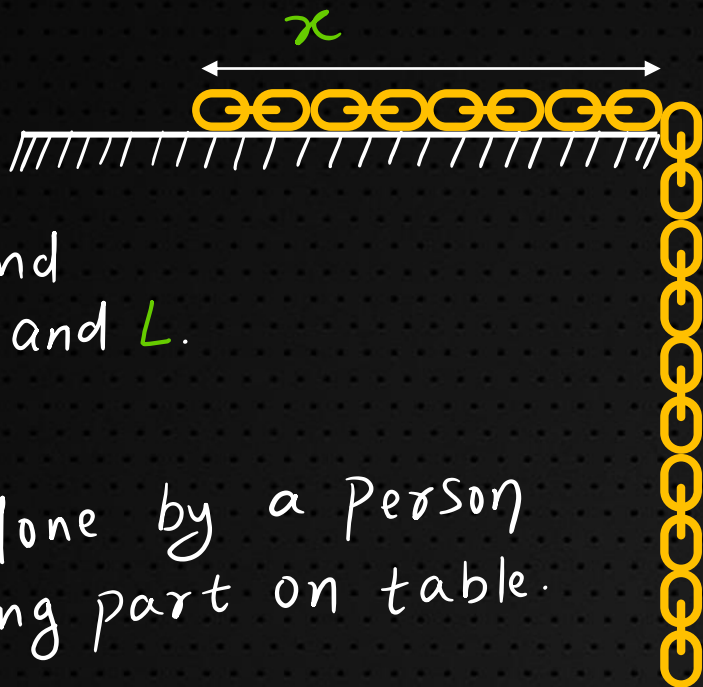 x
nd
and L.
lone by a person
ng part on table.